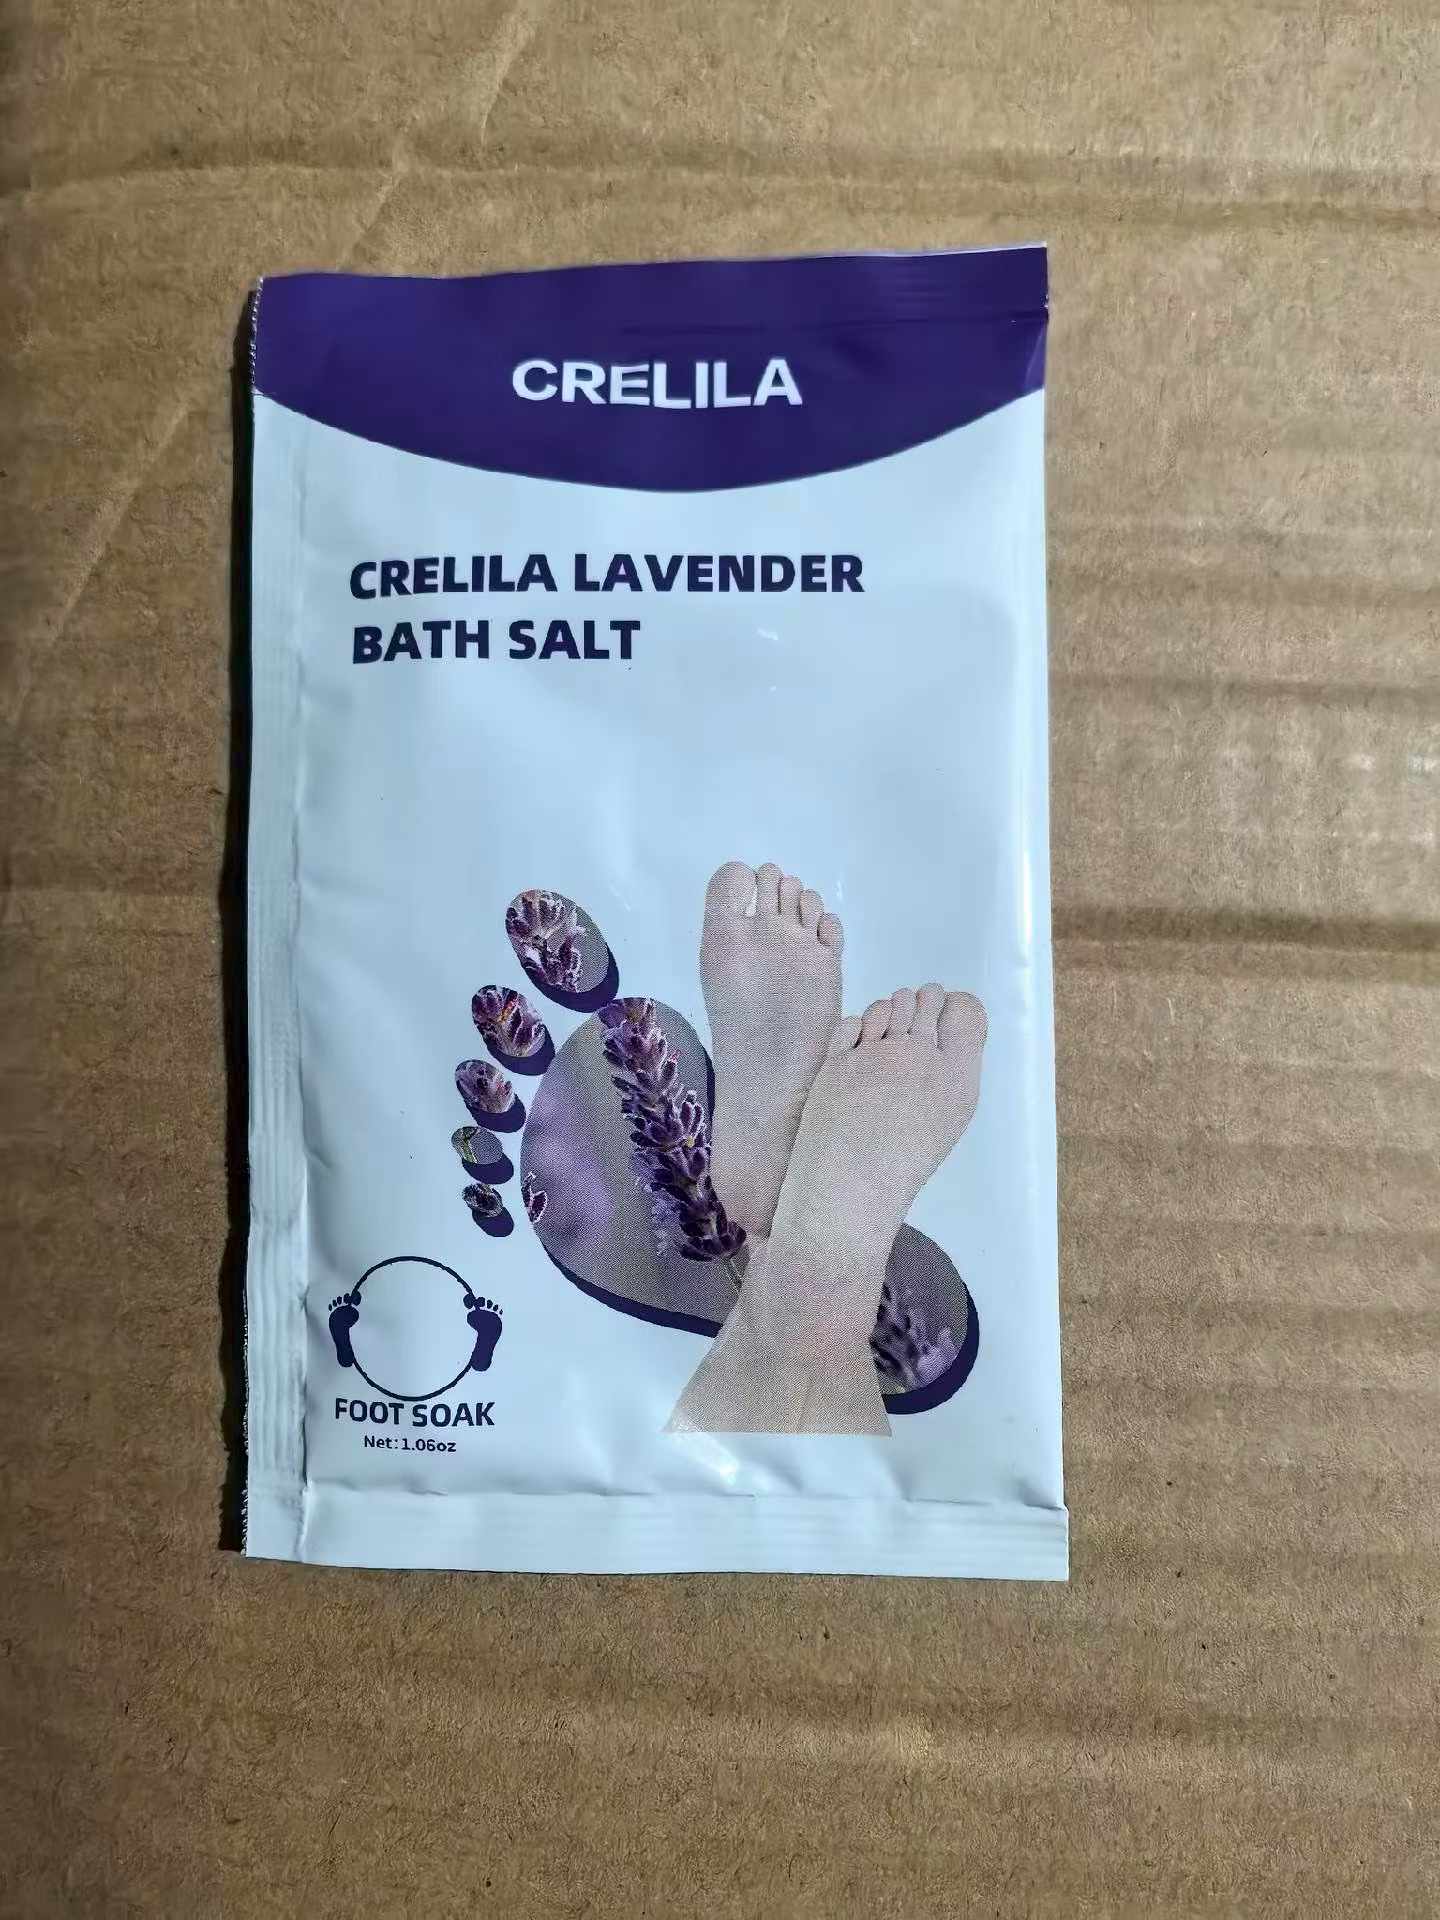 CRELILA
CRELILA LAVENDER
BATH SALT
FOOT SOAK
Net:1.06oz